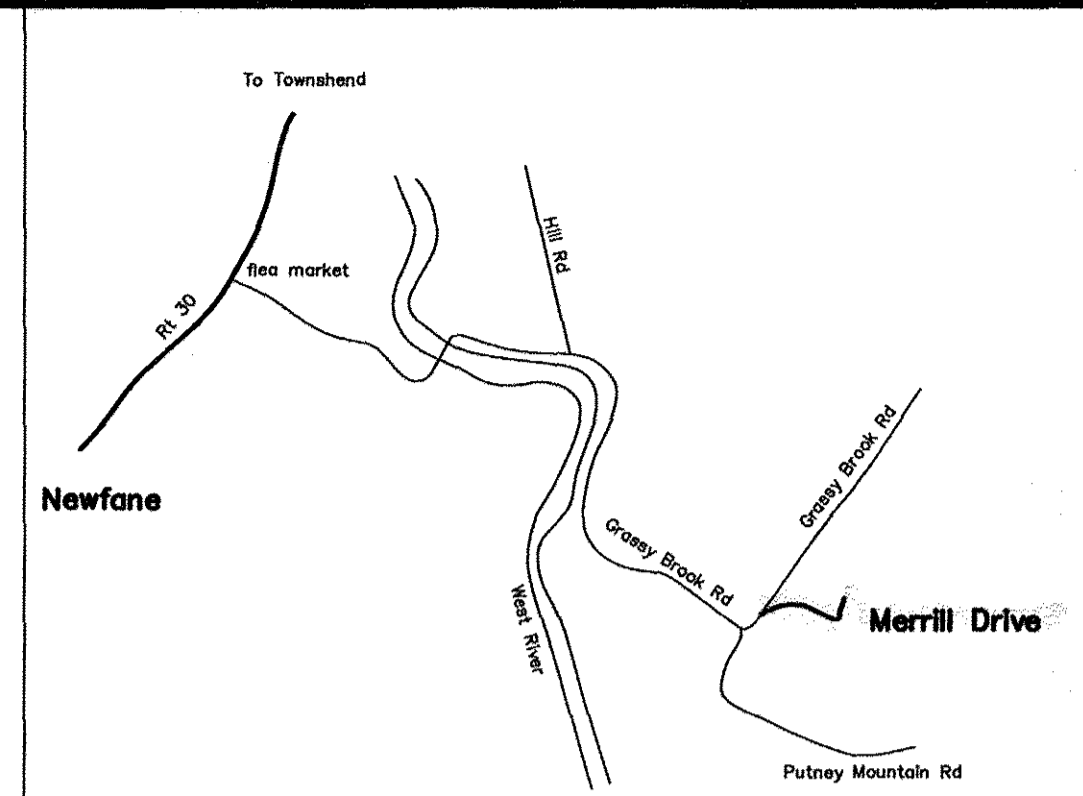 To Townshend
Hill Rd
flea market
Rt 30
Grassy Brook Rd
Newfane
Grassy Brook Rd
West River
Merrill Drive
Putney Mountain Rd